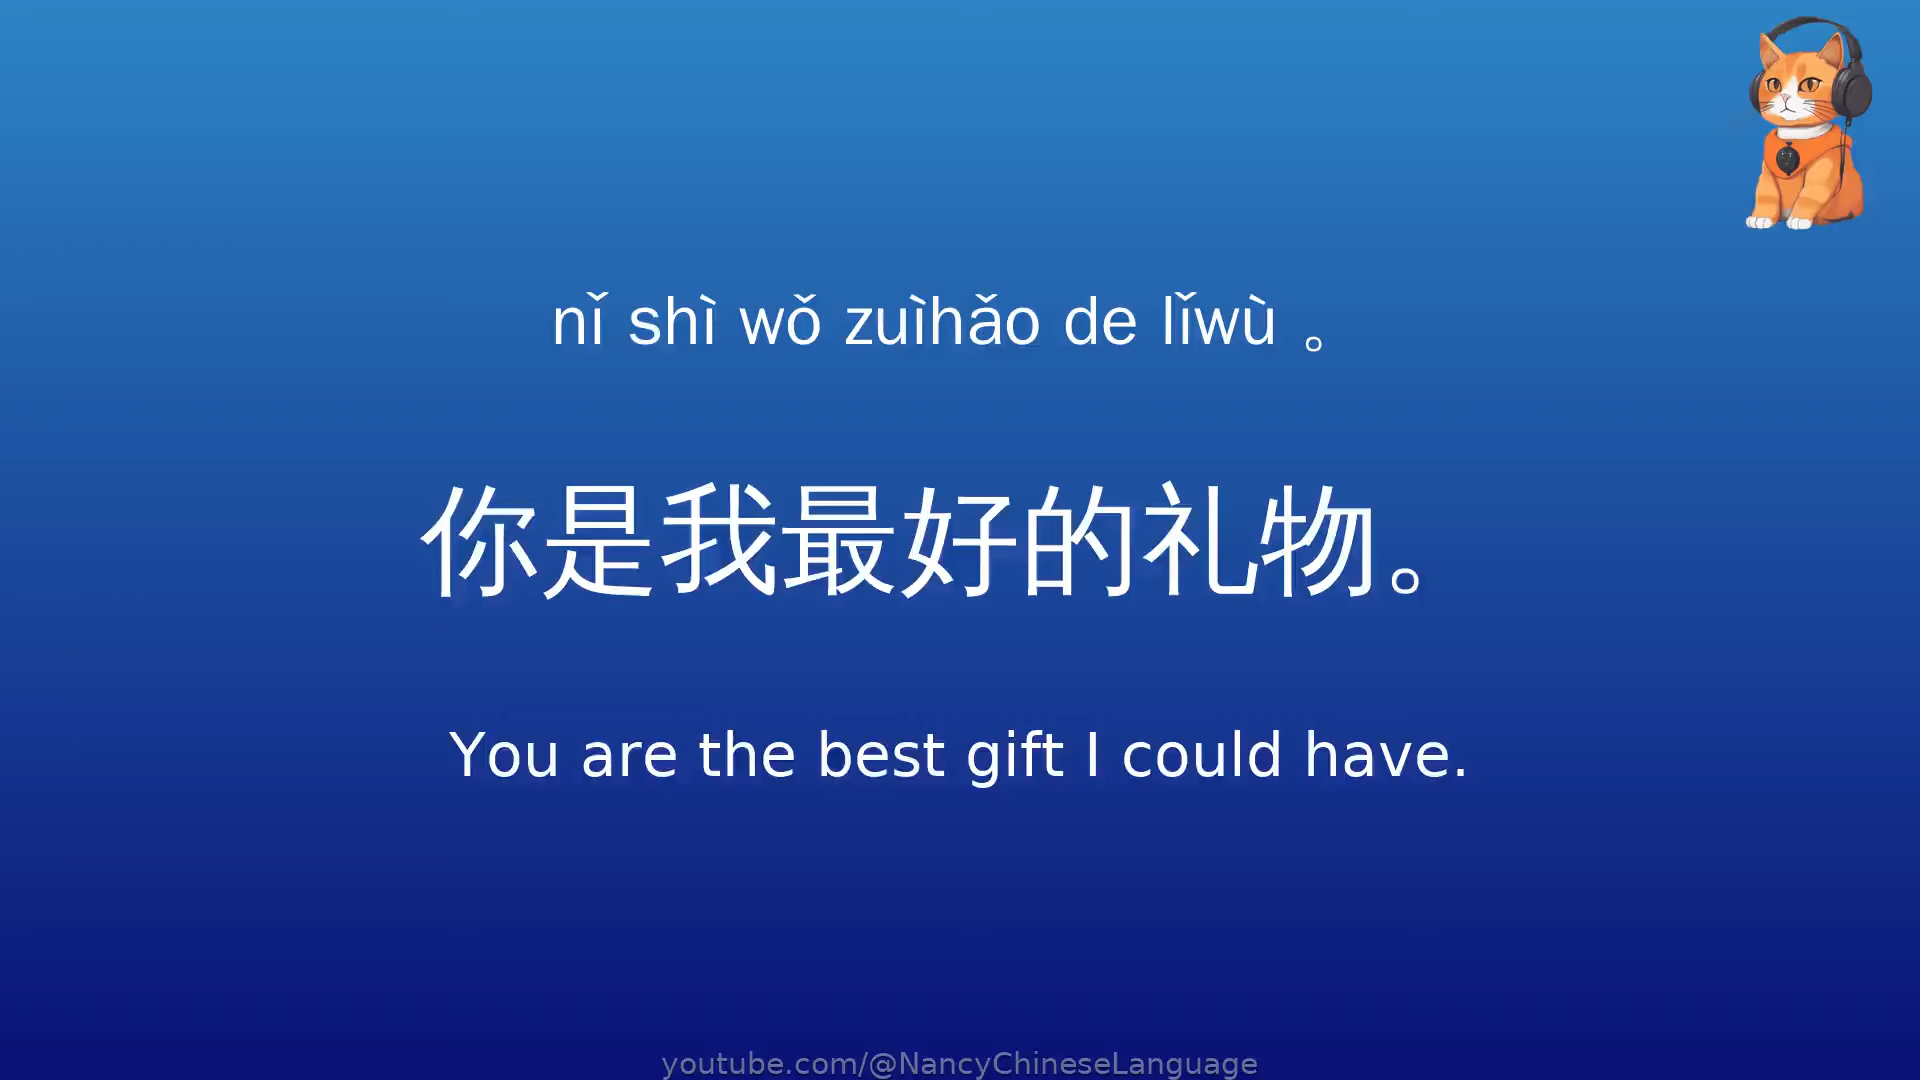 nǐ shì wǒ zuìhǎo de lǐwù 。
你是我最好的礼物。
You are the best gift I could have.
youtube.com/@NancyChineseLanguage